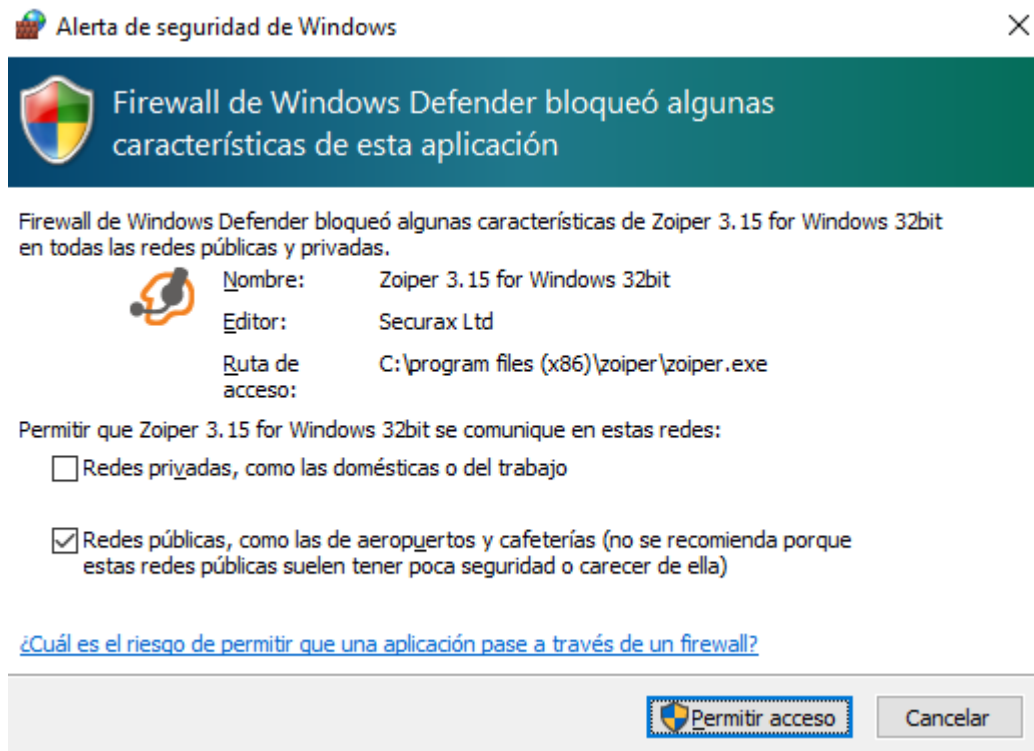 Alerta de seguridad de Windows
Firewall de Windows Defender bloqueó algunas
características de esta aplicación
Firewall de Windows Defender bloqueó algunas características de Zoiper 3.15 for Windows 32bit
en todas las redes públicas y privadas.
Nombre: Zoiper 3.15 for Windows 32bit
Editor: Securax Ltd
Ruta de C:\program files (x86)\zoiper\zoiper.exe
acceso:
Permitir que Zoiper 3.15 for Windows 32bit se comunique en estas redes:
Redes privadas, como las domésticas o del trabajo
Redes públicas, como las de aeropuertos y cafeterías (no se recomienda porque
estas redes públicas suelen tener poca seguridad o carecer de ella)
¿Cuál es el riesgo de permitir que una aplicación pase a través de un firewall?
Permitir acceso Cancelar